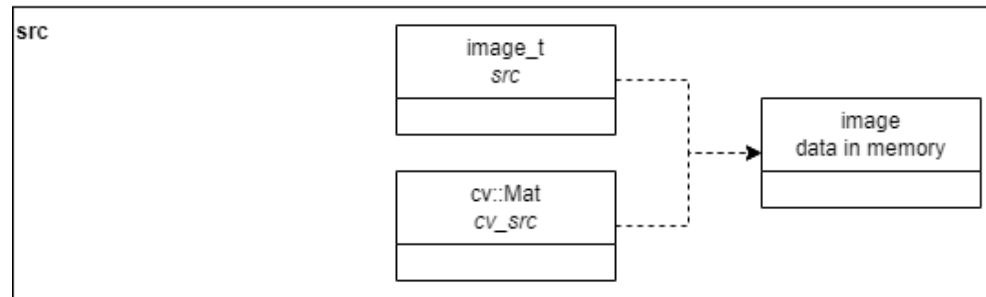 src
image_t
src
image
data in memory
cv::Mat
cv_src